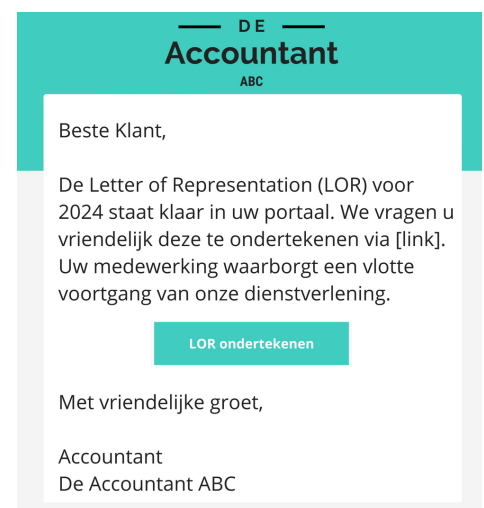 DE
Accountant
ABC
Beste Klant,
De Letter of Representation (LOR) voor
2024 staat klaar in uw portaal. We vragen u
vriendelijk deze te ondertekenen via [link].
Uw medewerking waarborgt een vlotte
voortgang van onze dienstverlening.
LOR ondertekenen
Met vriendelijke groet,
Accountant
De Accountant ABC